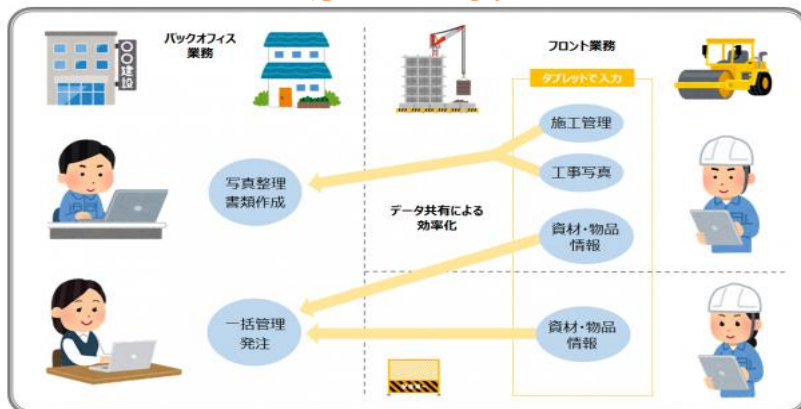 バックオフィス
業務
〇〇建設
フロント業務
タブレットで入力
施工管理
工事写真
写真整理
書類作成
データ共有による
効率化
資材・物品
情報
一括管理
発注
資材・物品
情報